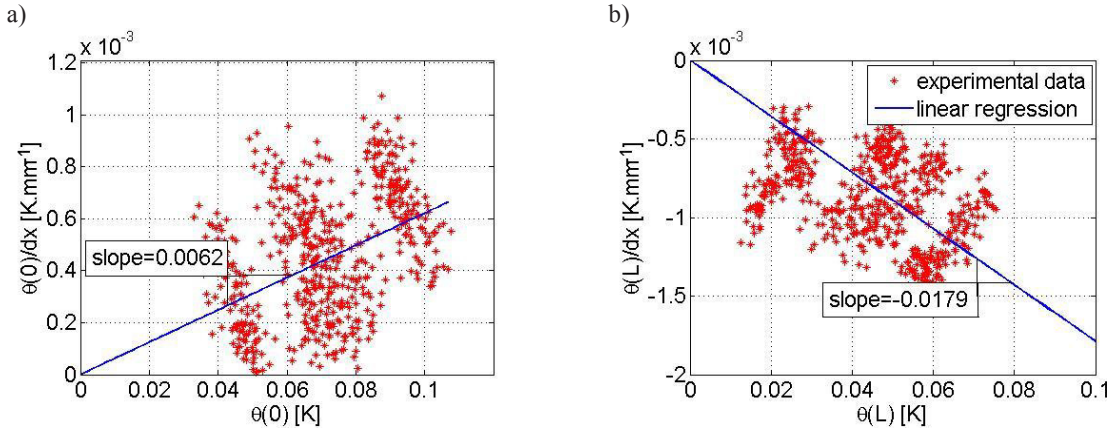 a)
x 10⁻³
1.2
1
0.8
0.6
0.4
0.2
0
θ(0)/dx [K.mm⁻¹]
slope=0.0062
0 0.02 0.04 0.06 0.08 0.1
θ(0) [K]
b)
x 10⁻³
0
-0.5
-1
-1.5
-2
θ(L)/dx [K.mm⁻¹]
experimental data
linear regression
slope=-0.0179
0 0.02 0.04 0.06 0.08 0.1
θ(L) [K]